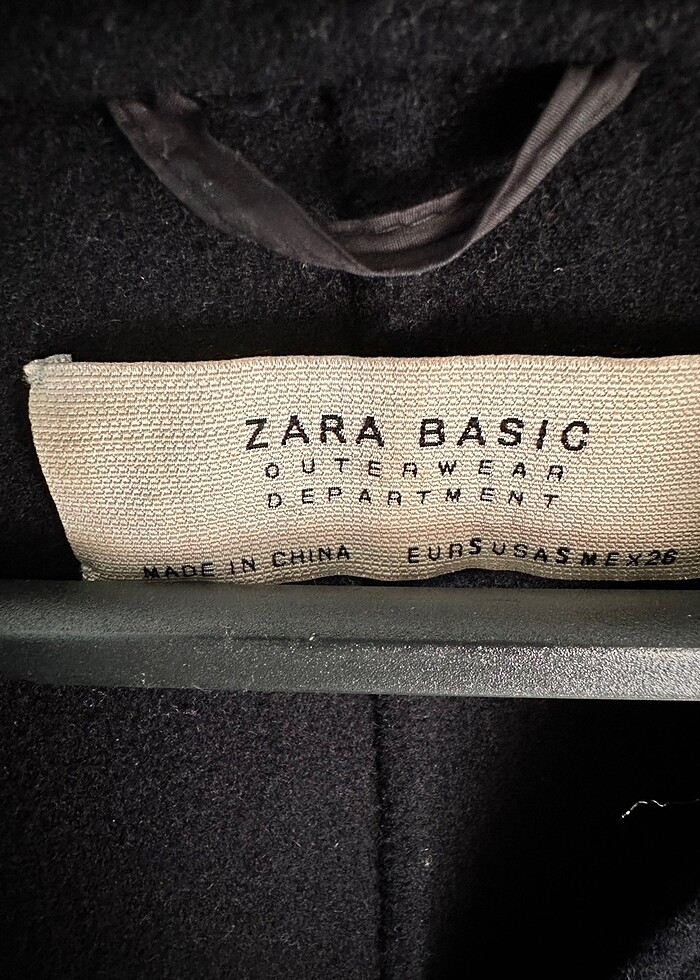 ZARA BASIC
OUTERWEAR
DEPARTMENT
MADE IN CHINA EUR S USA S MEX 26